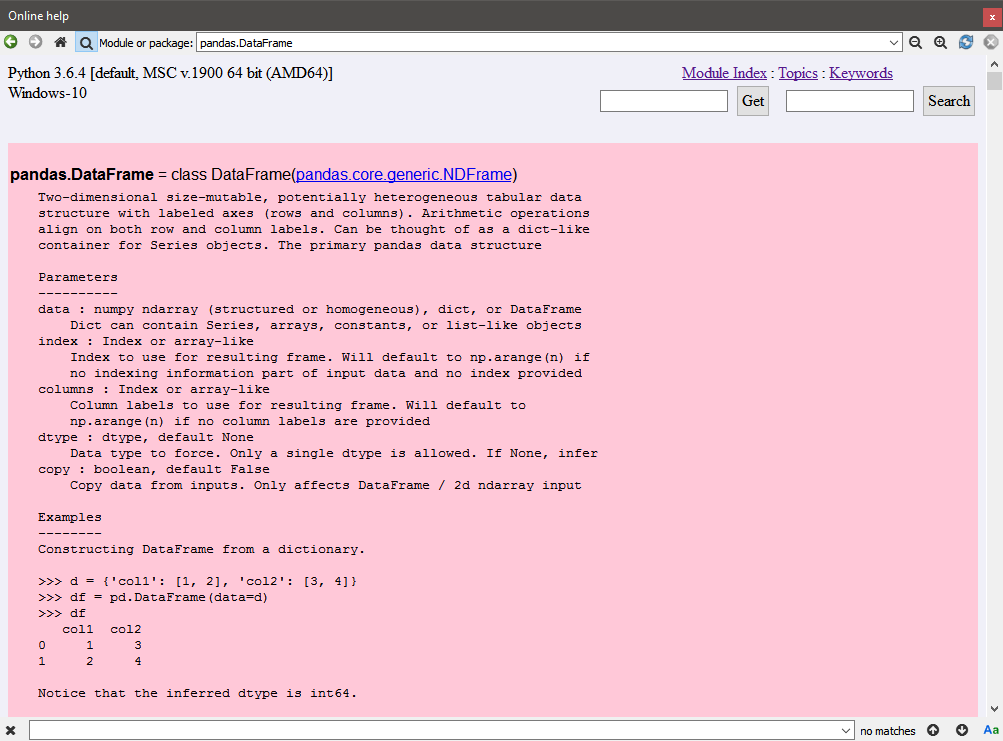 Online help
x
Module or package: pandas.DataFrame
Python 3.6.4 [default, MSC v.1900 64 bit (AMD64)]
Windows-10
Module Index : Topics : Keywords
Get Search
pandas.DataFrame = class DataFrame(pandas.core.generic.NDFrame)
Two-dimensional size-mutable, potentially heterogeneous tabular data
structure with labeled axes (rows and columns). Arithmetic operations
align on both row and column labels. Can be thought of as a dict-like
container for Series objects. The primary pandas data structure
Parameters
----------
data : numpy ndarray (structured or homogeneous), dict, or DataFrame
    Dict can contain Series, arrays, constants, or list-like objects
index : Index or array-like
    Index to use for resulting frame. Will default to np.arange(n) if
    no indexing information part of input data and no index provided
columns : Index or array-like
    Column labels to use for resulting frame. Will default to
    np.arange(n) if no column labels are provided
dtype : dtype, default None
    Data type to force. Only a single dtype is allowed. If None, infer
copy : boolean, default False
    Copy data from inputs. Only affects DataFrame / 2d ndarray input
Examples
--------
Constructing DataFrame from a dictionary.
>>> d = {'col1': [1, 2], 'col2': [3, 4]}
>>> df = pd.DataFrame(data=d)
>>> df
   col1  col2
0     1     3
1     2     4
Notice that the inferred dtype is int64.
no matches Aa